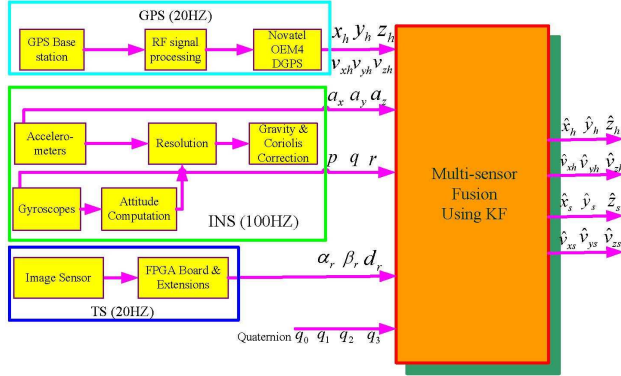 GPS (20HZ)
GPS Base
station
RF signal
processing
Novatel
OEM4
DGPS
x_h y_h z_h
v_xh v_yh v_zh
a_x a_y a_z
Accelero-
meters
Resolution
Gravity &
Coriolis
Correction
p q r
Gyroscopes
Attitude
Computation
INS (100HZ)
Image Sensor
FPGA Board &
Extensions
TS (20HZ)
α_r β_r d_r
Quaternion q_0 q_1 q_2 q_3
Multi-sensor
Fusion
Using KF
x̂_h ŷ_h ẑ_h
v̂_xh v̂_yh v̂_zh
x̂_s ŷ_s ẑ_s
v̂_xs v̂_ys v̂_zs